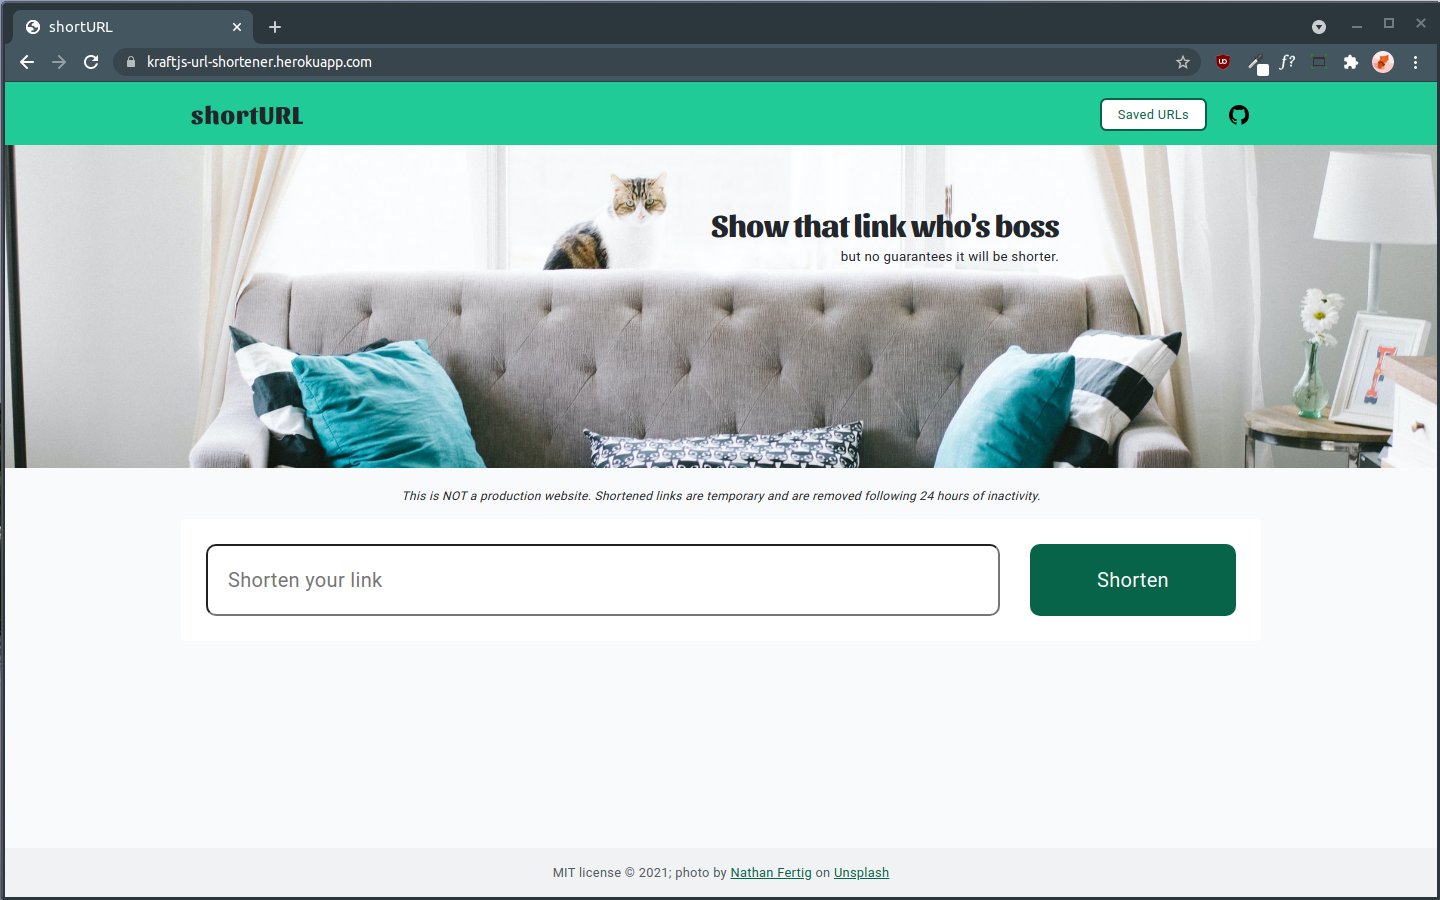 shortURL
kraftjs-url-shortener.herokuapp.com
UO
f?
shortURL
Saved URLs
Show that link who's boss
but no guarantees it will be shorter.
I
This is NOT a production website. Shortened links are temporary and are removed following 24 hours of inactivity.
Shorten your link
Shorten
MIT license © 2021; photo by Nathan Fertig on Unsplash